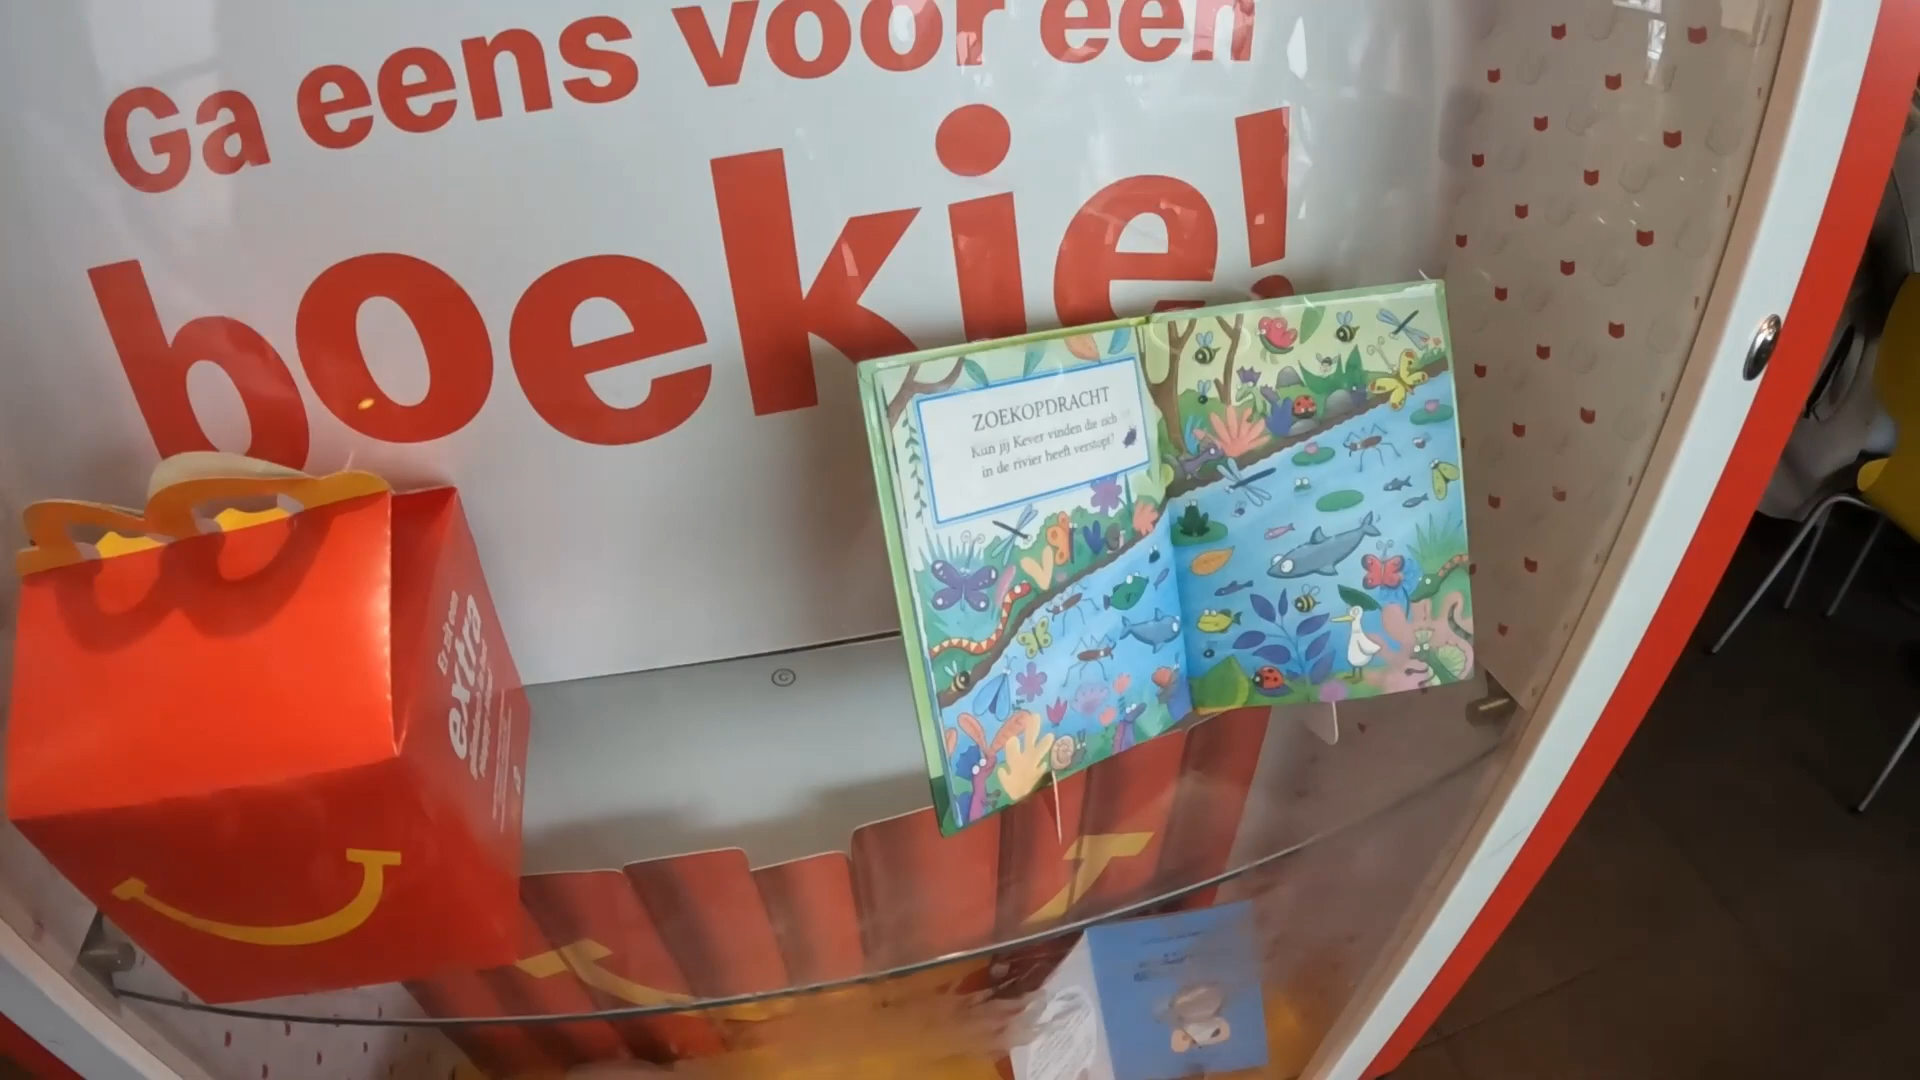 Ga eens voor een
boekie!
ZOEKOPDRACHT
Kun jij Kever vinden die zich
in de rivier heeft verstopt?
extra
©